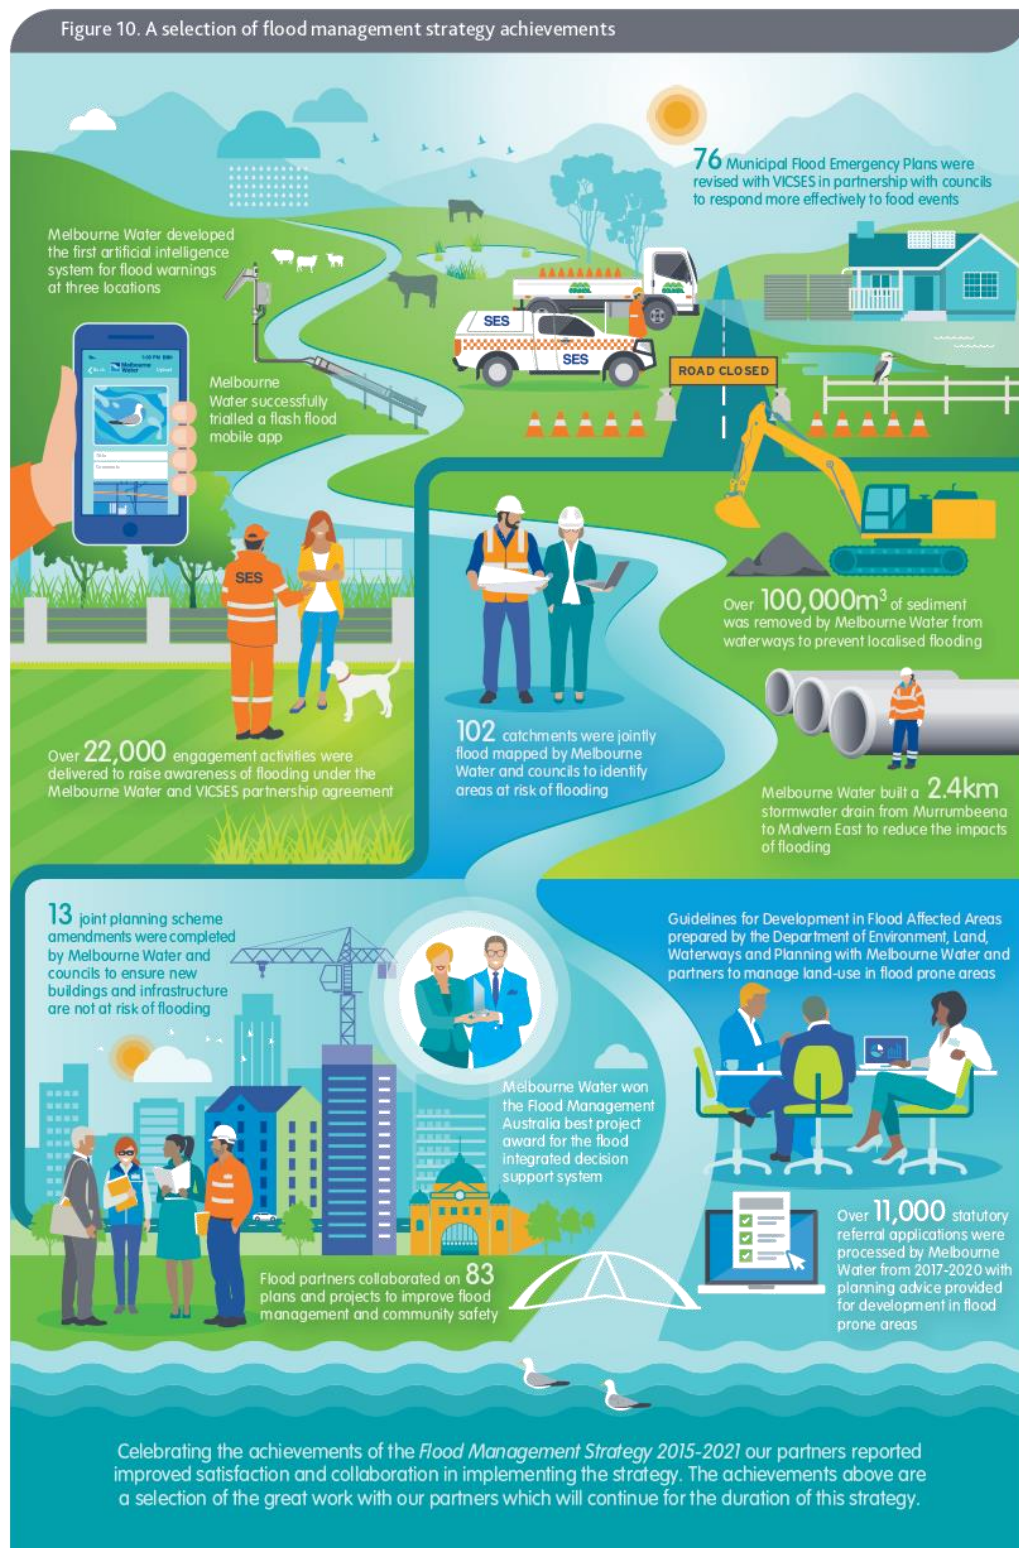 Figure 10. A selection of flood management strategy achievements
76 Municipal Flood Emergency Plans were
revised with VICSES in partnership with councils
to respond more effectively to food events
Melbourne Water developed
the first artificial intelligence
system for flood warnings
at three locations
SES
SES
ROAD CLOSED
Melbourne
Water
Upload
Melbourne
Water successfully
trialled a flash flood
mobile app
SES
Over 100,000m³ of sediment
was removed by Melbourne Water from
waterways to prevent localised flooding
Over 22,000 engagement activities were
delivered to raise awareness of flooding under the
Melbourne Water and VICSES partnership agreement
102 catchments were jointly
flood mapped by Melbourne
Water and councils to identify
areas at risk of flooding
Melbourne Water built a 2.4km
stormwater drain from Murrumbeena
to Malvern East to reduce the impacts
of flooding
13 joint planning scheme
amendments were completed
by Melbourne Water and
councils to ensure new
buildings and infrastructure
are not at risk of flooding
Guidelines for Development in Flood Affected Areas
prepared by the Department of Environment, Land,
Waterways and Planning with Melbourne Water and
partners to manage land-use in flood prone areas
Melbourne Water won
the Flood Management
Australia best project
award for the flood
integrated decision
support system
Over 11,000 statutory
referral applications were
processed by Melbourne
Water from 2017-2020 with
planning advice provided
for development in flood
prone areas
Flood partners collaborated on 83
plans and projects to improve flood
management and community safety
Celebrating the achievements of the Flood Management Strategy 2015-2021 our partners reported
improved satisfaction and collaboration in implementing the strategy. The achievements above are
a selection of the great work with our partners which will continue for the duration of this strategy.